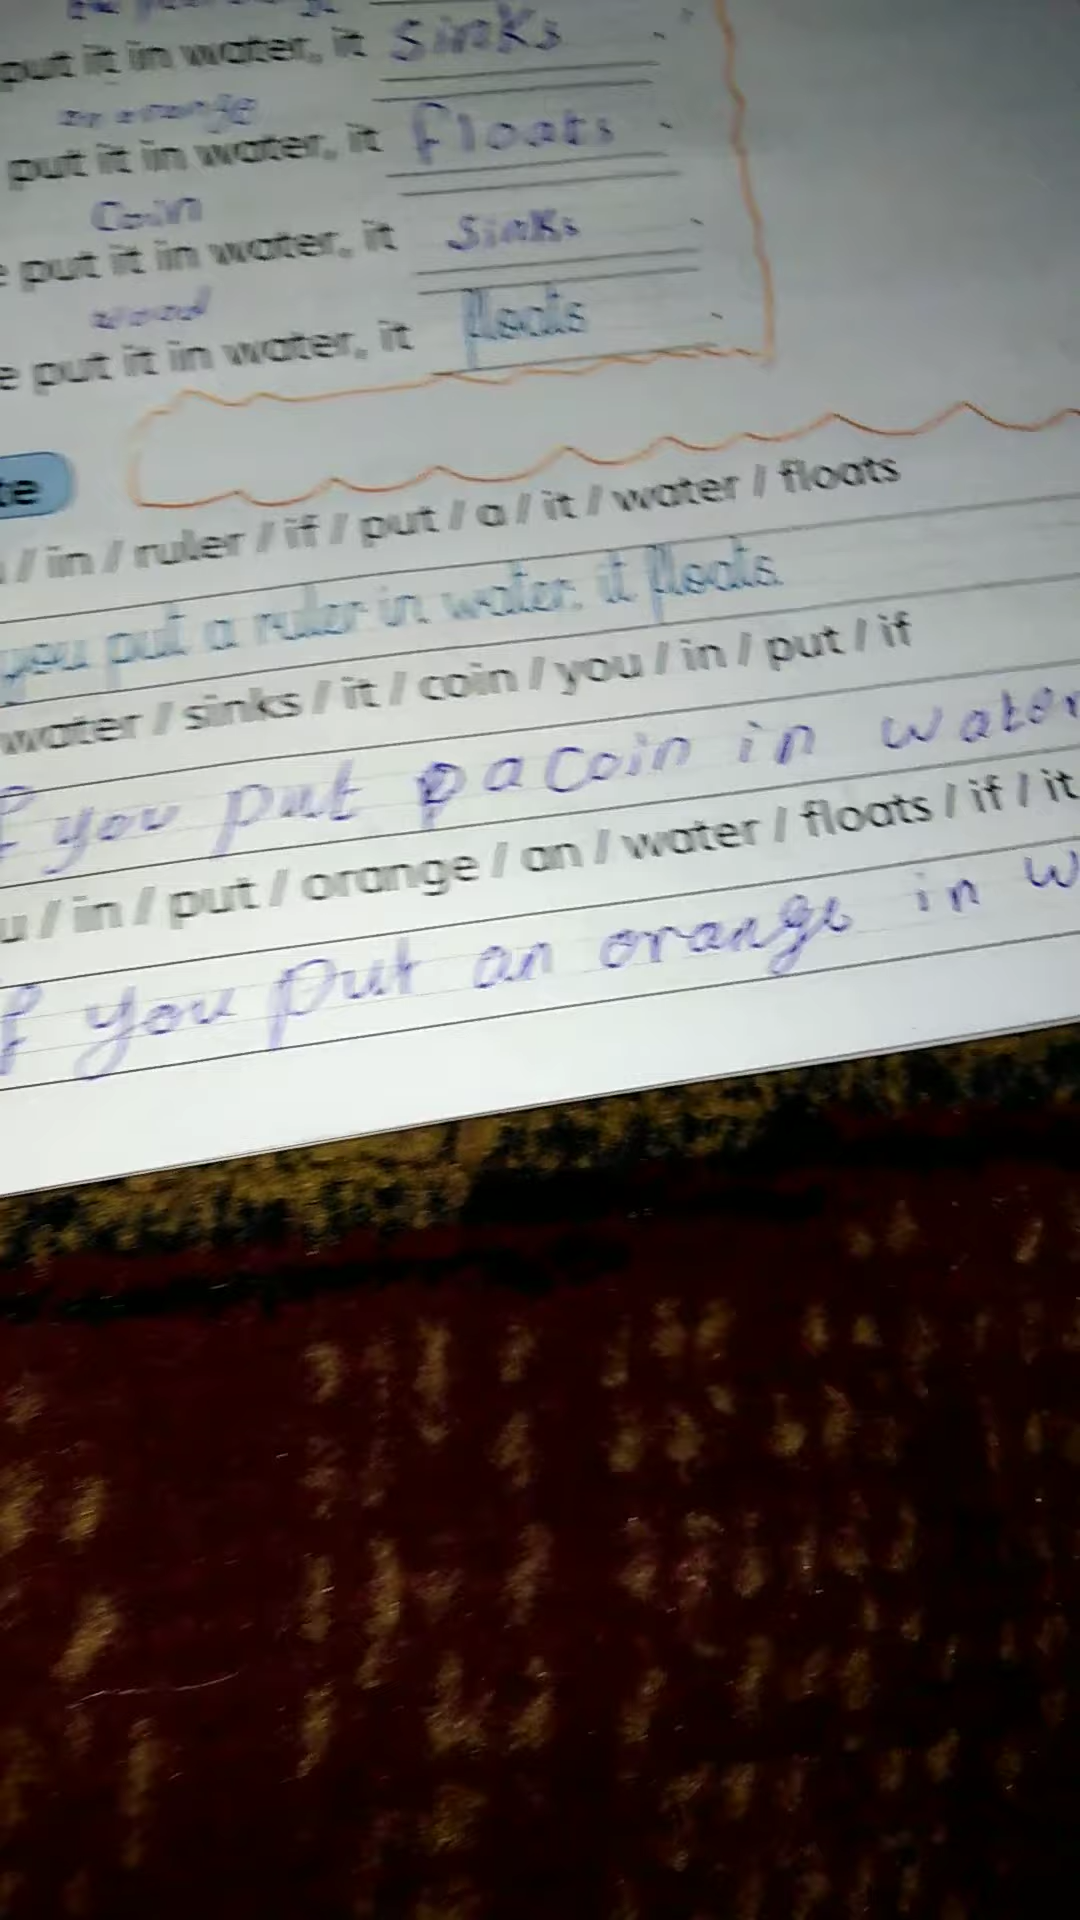 put it in water, it sinks
an orange
put it in water, it floats.
Coin
put it in water, it sinks
wood
put it in water, it floats.
/ in / ruler / if / put / a / it / water / floats
you put a ruler in water, it floats.
water / sinks / it / coin / you / in / put / if
you put a Coin in water
/ in / put / orange / an / water / floats / if / it
you put an orange in